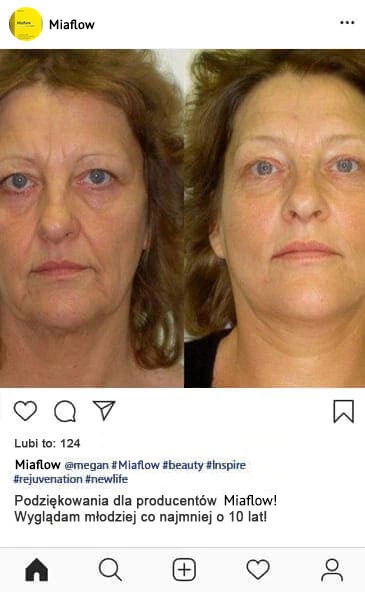 Miaflow
Miaflow
Lubi to: 124
Miaflow @megan #Miaflow #beauty #Inspire
#rejuvenation #newlife
Podziękowania dla producentów Miaflow!
Wyglądam młodziej co najmniej o 10 lat!